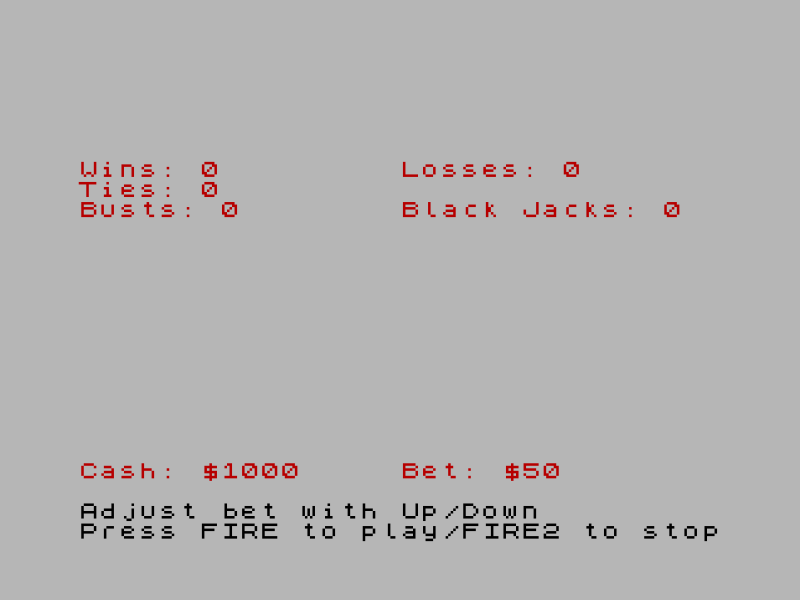 Wins: 0 Losses: 0
Ties: 0
Busts: 0 Black Jacks: 0
Cash: $1000 Bet: $50
Adjust bet with Up/Down
Press FIRE to play/FIRE2 to stop